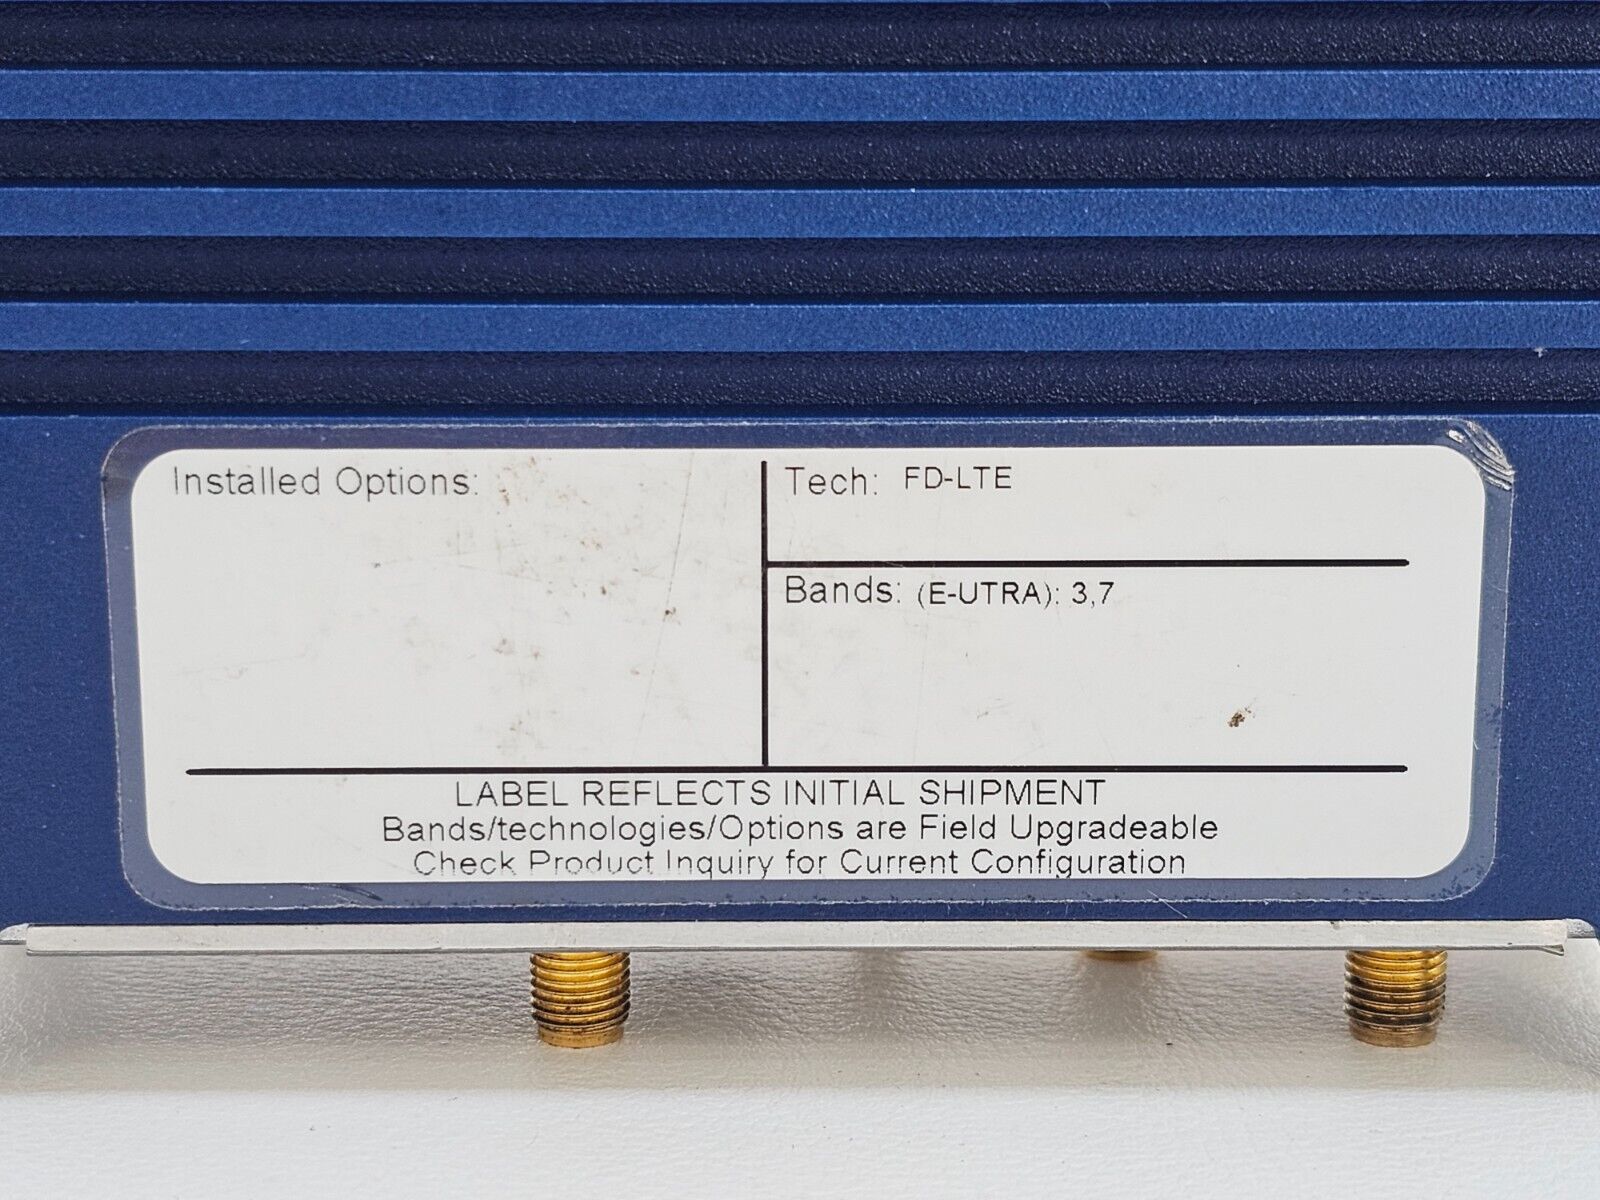 Installed Options:
Tech: FD-LTE
Bands: (E-UTRA): 3,7
LABEL REFLECTS INITIAL SHIPMENT
Bands/technologies/Options are Field Upgradeable
Check Product Inquiry for Current Configuration